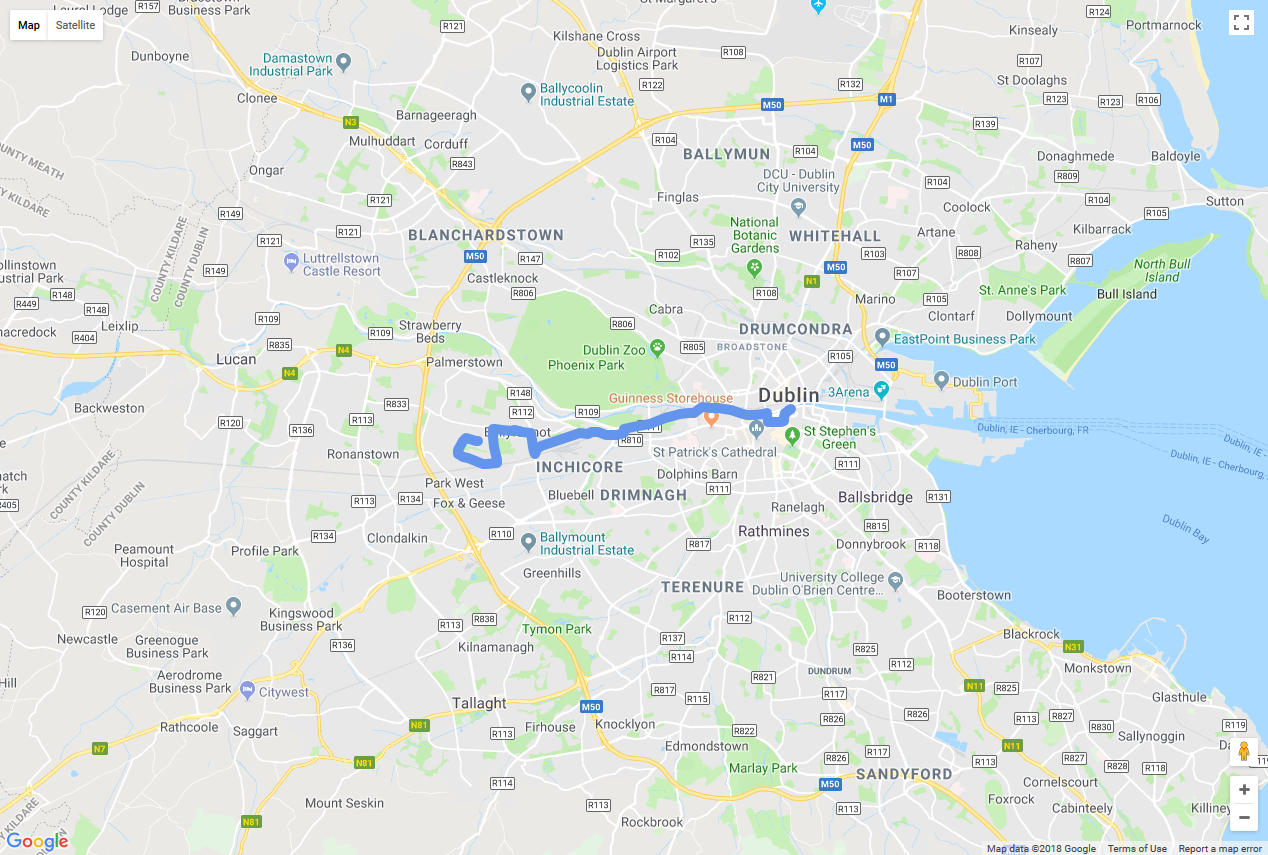 Map
Satellite
R157
Business Park
R121
Kilshane Cross
R124
Portmarnock
Dunboyne
Damastown
Industrial Park
Dublin Airport
Logistics Park
R108
Kinsealy
R107
St Doolaghs
Clonee
Ballycoolin
Industrial Estate
R122
R132
M50
M1
R123
R123
R106
N3
Barnageeragh
Mulhuddart
Corduff
R843
R104
M50
R139
COUNTY MEATH
COUNTY KILDARE
Ongar
BALLYMUN
R104
Donaghmede
Baldoyle
R809
DCU - Dublin
City University
R104
R121
Finglas
R104
Sutton
R149
R121
R121
BLANCHARDSTOWN
National
Botanic
Gardens
WHITEHALL
Coolock
R105
Artane
Kilbarrack
M50
R147
R135
R102
R103
R808
Raheny
R807
COUNTY KILDARE
COUNTY DUBLIN
Luttrellstown
Castle Resort
Castleknock
R806
R108
M50
N1
R107
North Bull
Island
Bull Island
St. Anne's Park
R149
R148
R449
R148
Leixlip
R404
R109
R835
Lucan
R109
Strawberry
Beds
Palmerstown
N4
N4
Cabra
R806
Marino
R105
Clontarf
Dollymount
DRUMCONDRA
BROADSTONE
R805
R105
EastPoint Business Park
Dublin Zoo
Phoenix Park
M50
Dublin Port
3Arena
Dublin
Guinness Storehouse
Backweston
R120
R136
R833
R113
R148
R112
R109
R111
R810
St Stephen's
Green
St Patrick's Cathedral
Dublin, IE - Cherbourg, FR
Dublin, IE - Cherbourg, FR
Ronanstown
INCHICORE
Dolphins Barn
R111
R111
Park West
R113
R134
Fox & Geese
Bluebell
DRIMNAGH
Ranelagh
Ballsbridge
R131
COUNTY KILDARE
COUNTY DUBLIN
R405
Rathmines
R815
Dublin Bay
R134
Clondalkin
R110
Ballymount
Industrial Estate
R817
Donnybrook
R118
Peamount
Hospital
Profile Park
Greenhills
TERENURE
University College
Dublin O'Brien Centre...
Booterstown
R120
Casement Air Base
Kingswood
Business Park
R113
R838
Tymon Park
R112
Blackrock
N31
Monkstown
Newcastle
Greenogue
Business Park
R136
Kilnamanagh
R137
R114
R825
R112
DUNDRUM
Aerodrome
Business Park
Citywest
R821
N11
R825
Glasthule
Tallaght
M50
R817
R115
R117
Rathcoole
Saggart
N81
R113
Firhouse
Knocklyon
R822
R826
R826
R113
R827
R830
R119
Sallynoggin
N7
N81
Edmondstown
Marlay Park
R117
N11
R113
R827
R828
R118
R826
SANDYFORD
Cornelscourt
R114
M50
Foxrock
Cabinteely
Killiney
Mount Seskin
R113
R113
N81
Rockbrook
Google
Map data ©2018 Google
Terms of Use
Report a map error